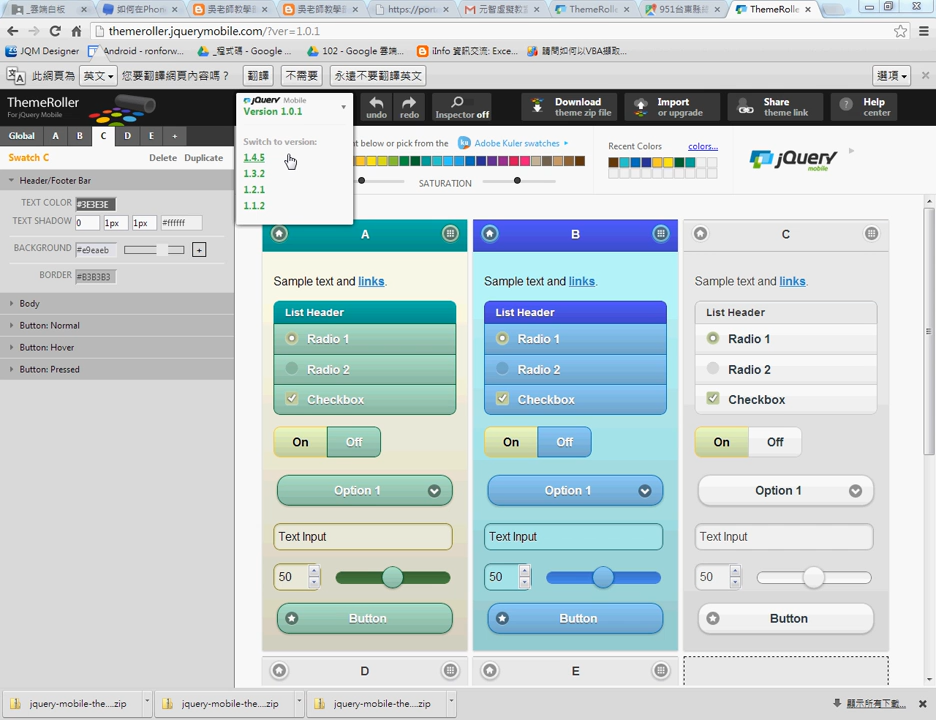 _雲端白板
如何在Phon
吳老師教學部
吳老師教學部
https://port
元智虛擬教
ThemeRolle
951台東縣
ThemeRoll
themeroller.jquerymobile.com/?ver=1.0.1
JQM Designer
Android - ronforw...
_程式碼 - Google ...
102 - Google 雲端...
iInfo 資訊交流: Exce...
請問如何以VBA擷取...
此網頁為 英文 您要翻譯網頁內容嗎？ 翻譯 不需要 永遠不要翻譯英文 選項
ThemeRoller
For jQuery Mobile
jQuery Mobile
Version 1.0.1
Switch to version:
1.4.5
1.3.2
1.2.1
1.1.2
undo
redo
Inspector off
Download
theme zip file
Import
or upgrade
Share
theme link
Help
center
Global A B C D E +
Swatch C
Delete Duplicate
Header/Footer Bar
TEXT COLOR #3E3E3E
TEXT SHADOW 0 1px 1px #ffffff
BACKGROUND #e9eaeb +
BORDER #B3B3B3
Body
Button: Normal
Button: Hover
Button: Pressed
ht below or pick from the
ku
Adobe Kuler swatches
SATURATION
Recent Colors colors...
jQuery
mobile
A
Sample text and links.
List Header
Radio 1
Radio 2
Checkbox
On Off
Option 1
Text Input
50
Button
B
Sample text and links.
List Header
Radio 1
Radio 2
Checkbox
On Off
Option 1
Text Input
50
Button
C
Sample text and links.
List Header
Radio 1
Radio 2
Checkbox
On Off
Option 1
Text Input
50
Button
D
E
jquery-mobile-the....zip
jquery-mobile-the....zip
jquery-mobile-the....zip
顯示所有下載...